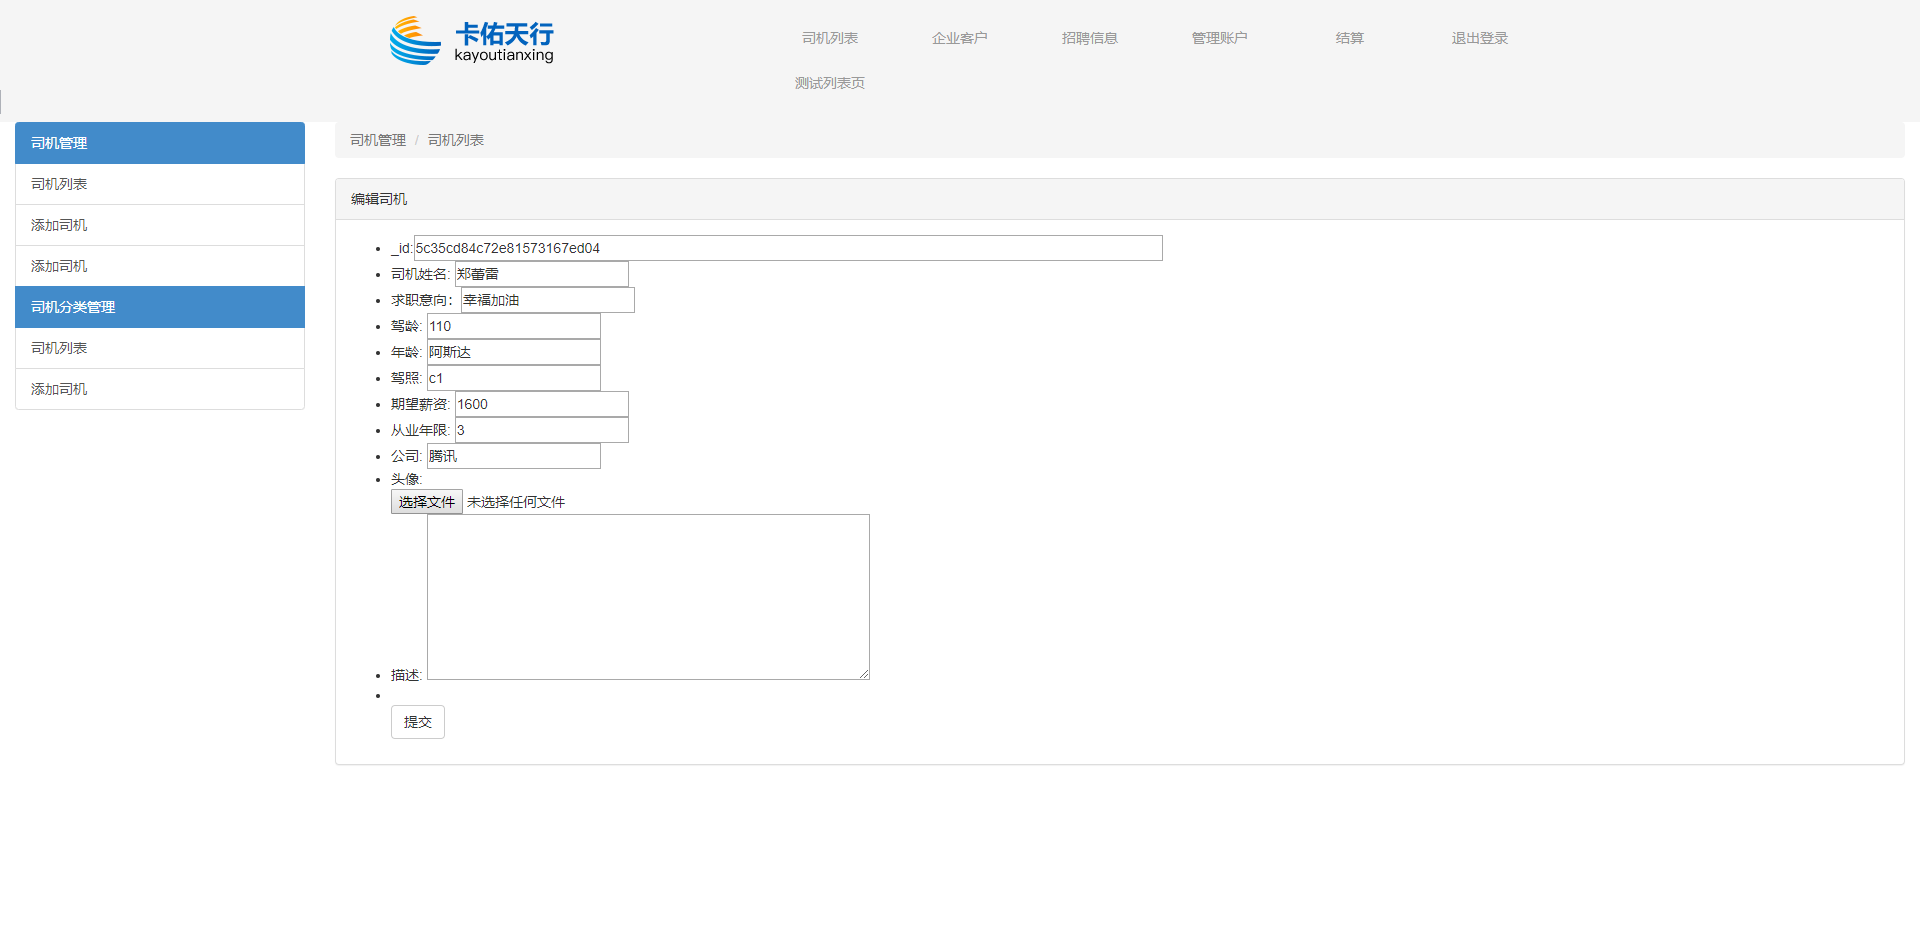 卡佑天行
kayoutianxing
司机列表 企业客户 招聘信息 管理账户 结算 退出登录
测试列表页
司机管理
司机列表
添加司机
添加司机
司机分类管理
司机列表
添加司机
司机管理 / 司机列表
编辑司机
_id:5c35cd84c72e81573167ed04
司机姓名: 郑蕾雷
求职意向： 幸福加油
驾龄: 110
年龄: 阿斯达
驾照: c1
期望薪资: 1600
从业年限: 3
公司: 腾讯
头像:
选择文件 未选择任何文件
描述:
提交